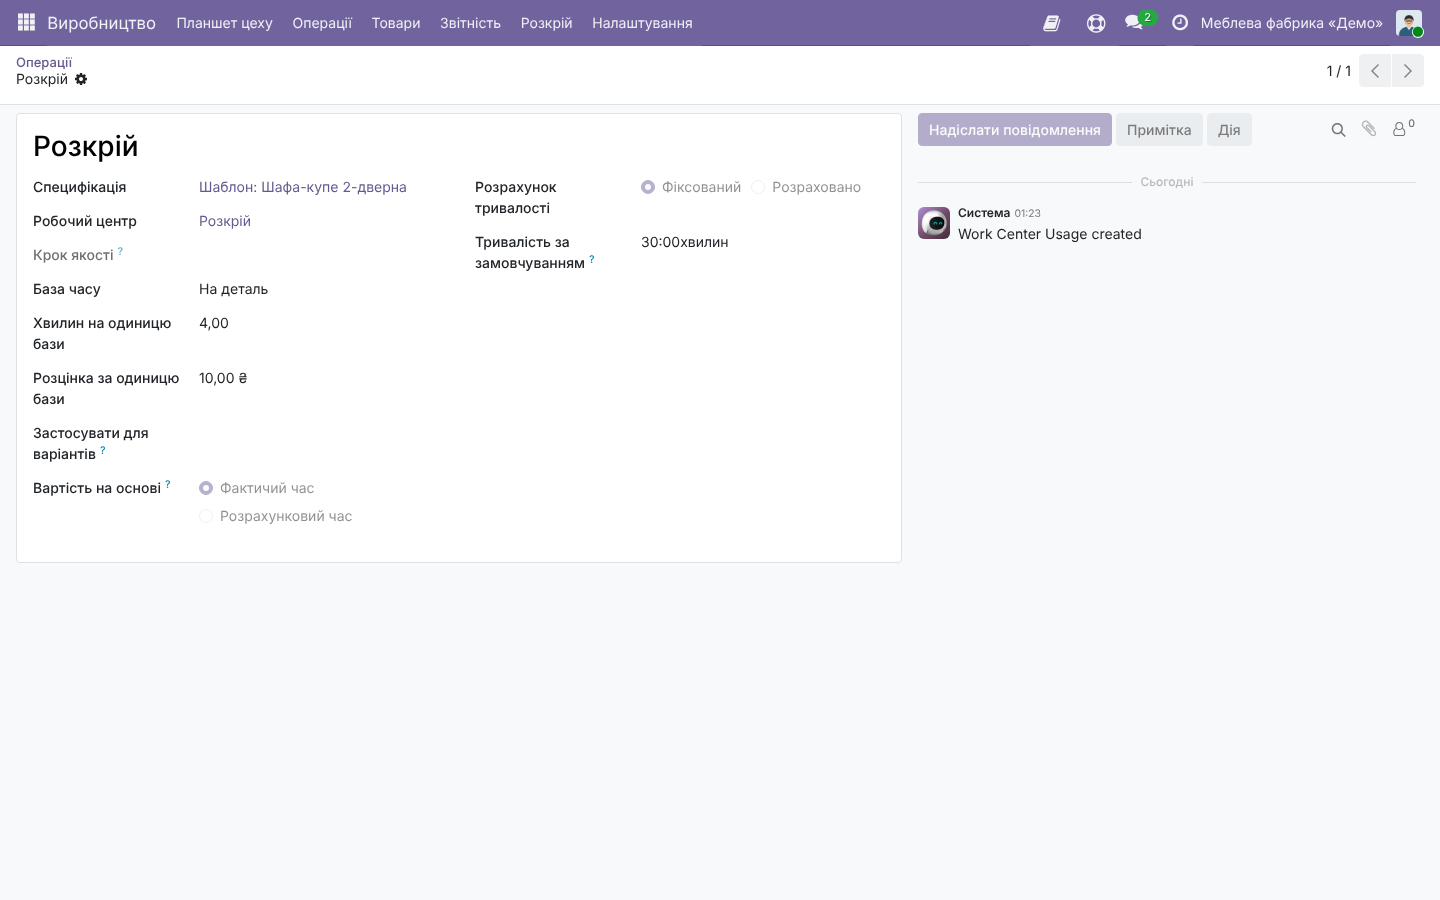 Виробництво Планшет цеху Операції Товари Звітність Розкрій Налаштування 2 Меблева фабрика «Демо»
Операції
Розкрій
1 / 1
Розкрій
Специфікація Шаблон: Шафа-купе 2-дверна
Робочий центр Розкрій
Крок якості ?
База часу На деталь
Хвилин на одиницю бази 4,00
Розцінка за одиницю бази 10,00 ₴
Застосувати для варіантів ?
Вартість на основі ? Фактичий час
Розрахунковий час
Розрахунок тривалості Фіксований Розраховано
Тривалість за замовчуванням ? 30:00хвилин
Надіслати повідомлення Примітка Дія 0
Сьогодні
Система 01:23
Work Center Usage created